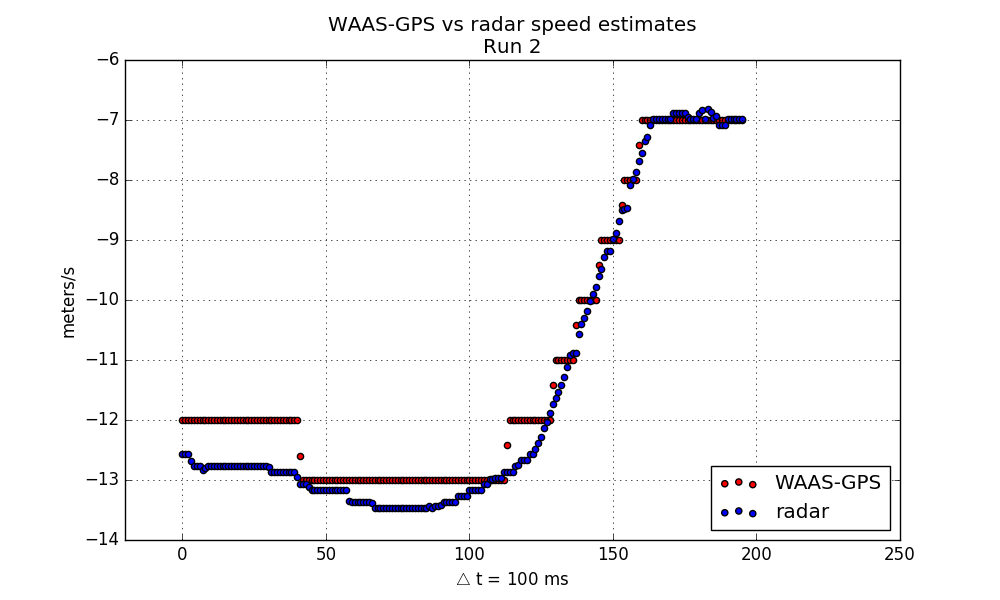 WAAS-GPS vs radar speed estimates
Run 2
meters/s
−6
−7
−8
−9
−10
−11
−12
−13
−14
0
50
100
150
200
250
△ t = 100 ms
WAAS-GPS
radar